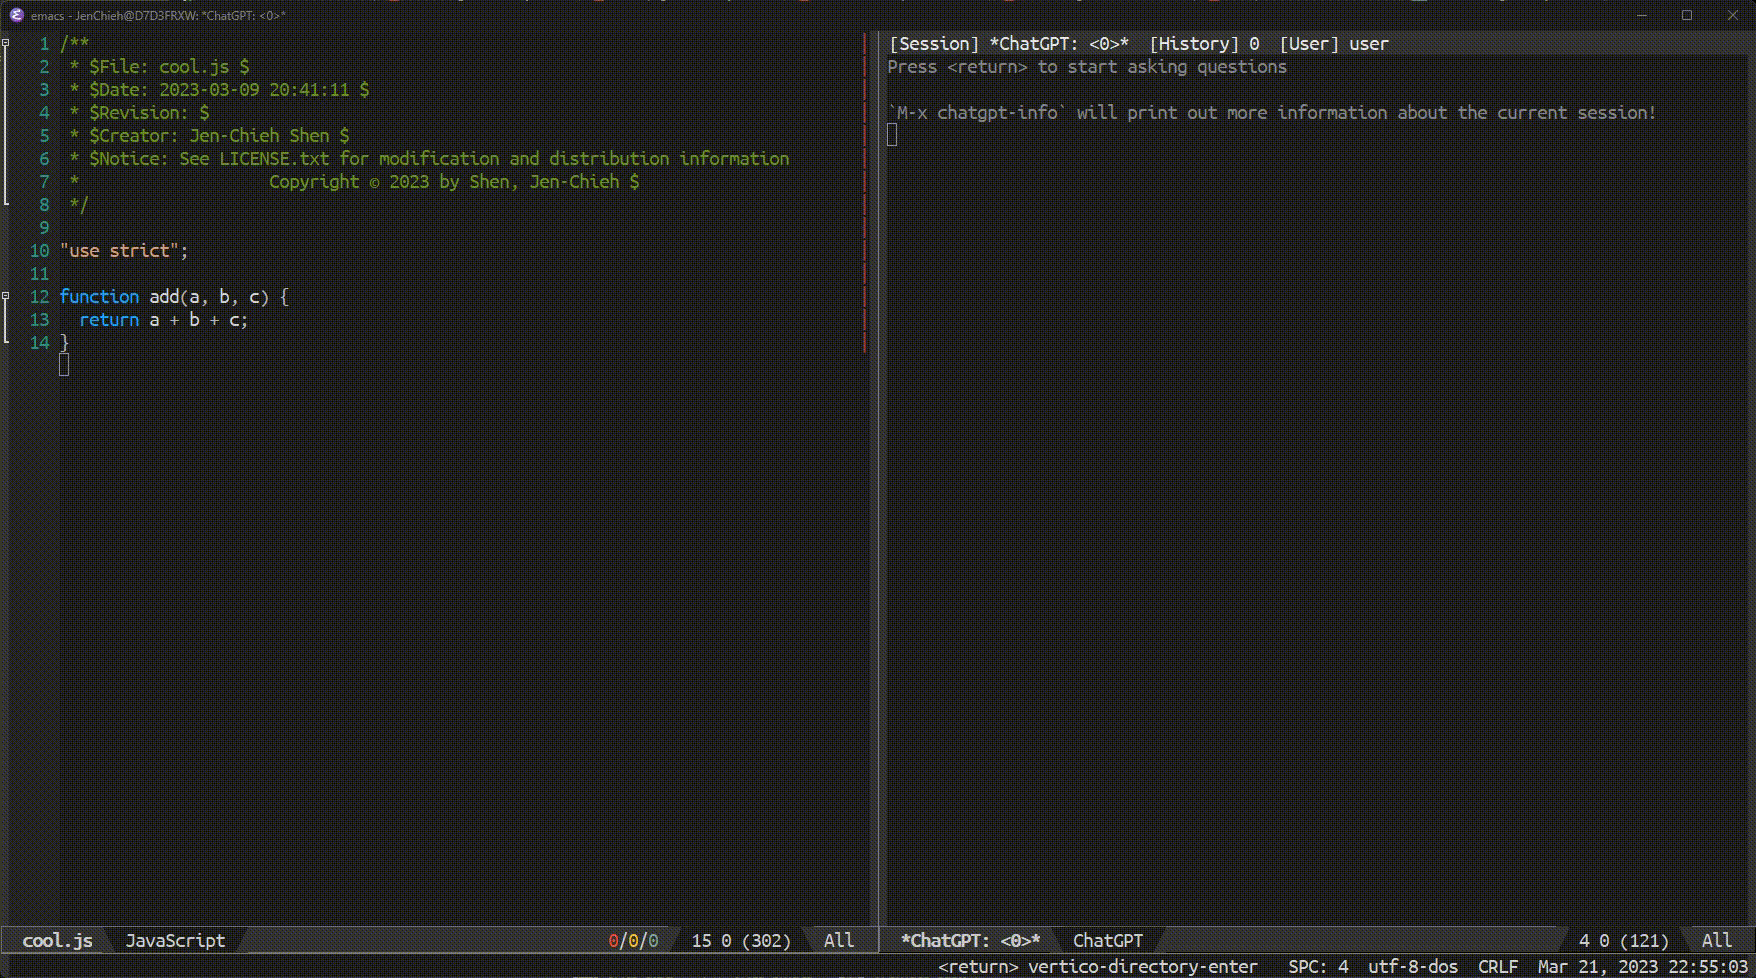 emacs - JenChieh@D7D3FRXW: *ChatGPT: <0>*
1 /**
2 * $File: cool.js $
3 * $Date: 2023-03-09 20:41:11 $
4 * $Revision: $
5 * $Creator: Jen-Chieh Shen $
6 * $Notice: See LICENSE.txt for modification and distribution information
7 * Copyright © 2023 by Shen, Jen-Chieh $
8 */
9
10 "use strict";
11
12 function add(a, b, c) {
13 return a + b + c;
14 }
cool.js JavaScript 0/0/0 15 0 (302) All
[Session] *ChatGPT: <0>* [History] 0 [User] user
Press <return> to start asking questions
`M-x chatgpt-info` will print out more information about the current session!
*ChatGPT: <0>* ChatGPT 4 0 (121) All
<return> vertico-directory-enter SPC: 4 utf-8-dos CRLF Mar 21, 2023 22:55:03